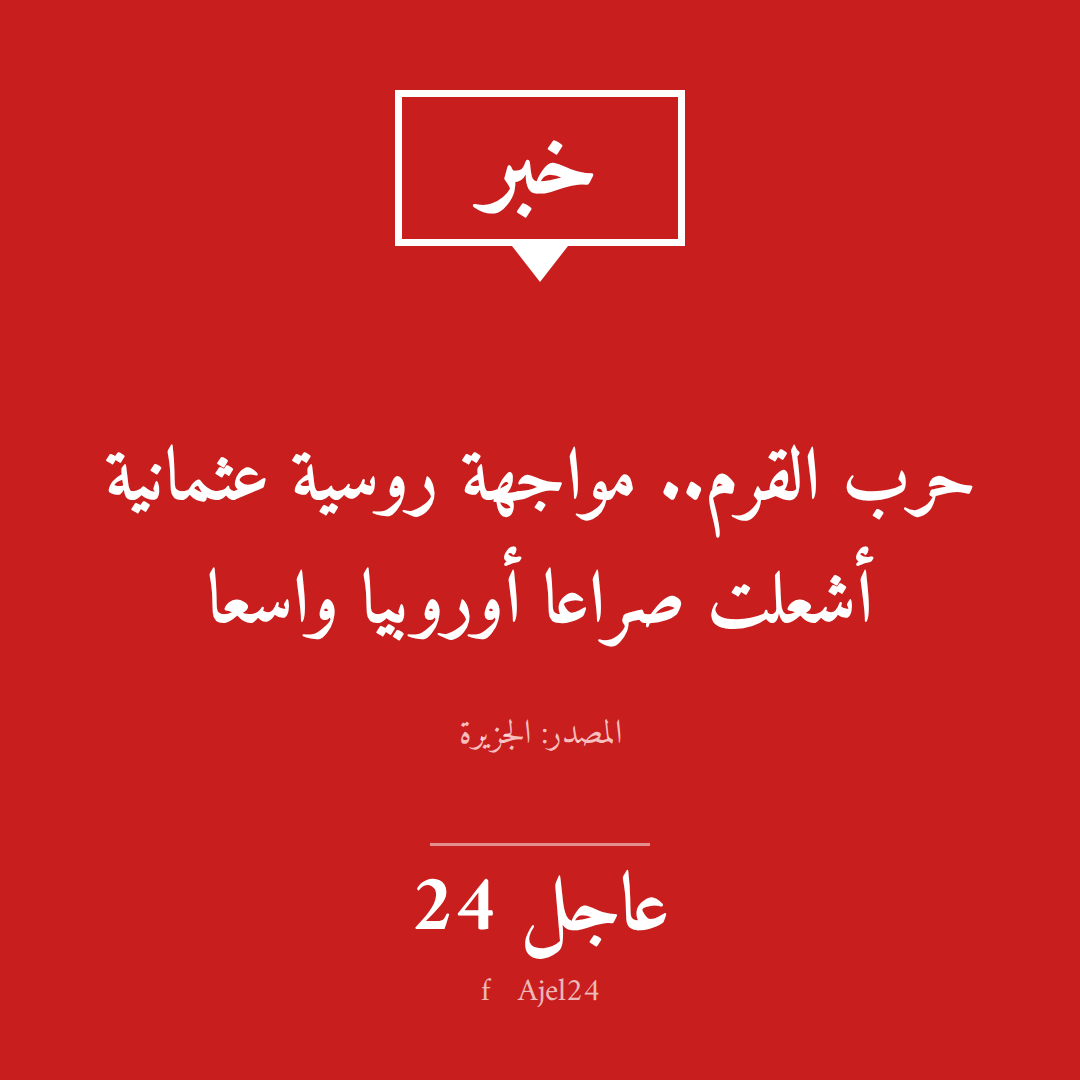 خبر
حرب القرم.. مواجهة روسية عثمانية
أشعلت صراعا أوروبيا واسعا
المصدر: الجزيرة
عاجل 24
f Ajel24